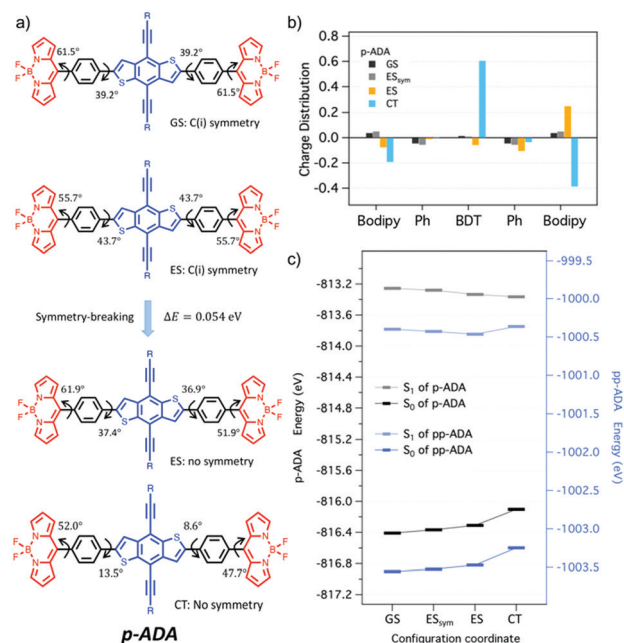 a)
R
61.5°
39.2°
39.2°
61.5°
F
F
B
N
N
S
S
N
N
B
F
F
R
GS: C(i) symmetry
R
55.7°
43.7°
43.7°
55.7°
F
F
B
N
N
S
S
N
N
B
F
F
R
ES: C(i) symmetry
Symmetry-breaking
ΔE = 0.054 eV
R
61.9°
36.9°
37.4°
51.9°
F
F
B
N
N
S
S
N
N
B
F
F
R
ES: no symmetry
R
52.0°
8.6°
13.5°
47.7°
F
F
B
N
N
S
S
N
N
B
F
F
R
CT: No symmetry
p-ADA
b)
Charge Distribution
0.8
0.6
0.4
0.2
0.0
-0.2
-0.4
p-ADA
GS
ESsym
ES
CT
Bodipy Ph BDT Ph Bodipy
c)
p-ADA Energy (eV)
-813.2
-813.6
-814.0
-814.4
-814.8
-815.2
-815.6
-816.0
-816.4
-816.8
-817.2
S1 of p-ADA
S0 of p-ADA
S1 of pp-ADA
S0 of pp-ADA
-999.5
-1000.0
-1000.5
-1001.0
-1001.5
-1002.0
-1002.5
-1003.0
-1003.5
pp-ADA Energy (eV)
GS ESsym ES CT
Configuration coordinate